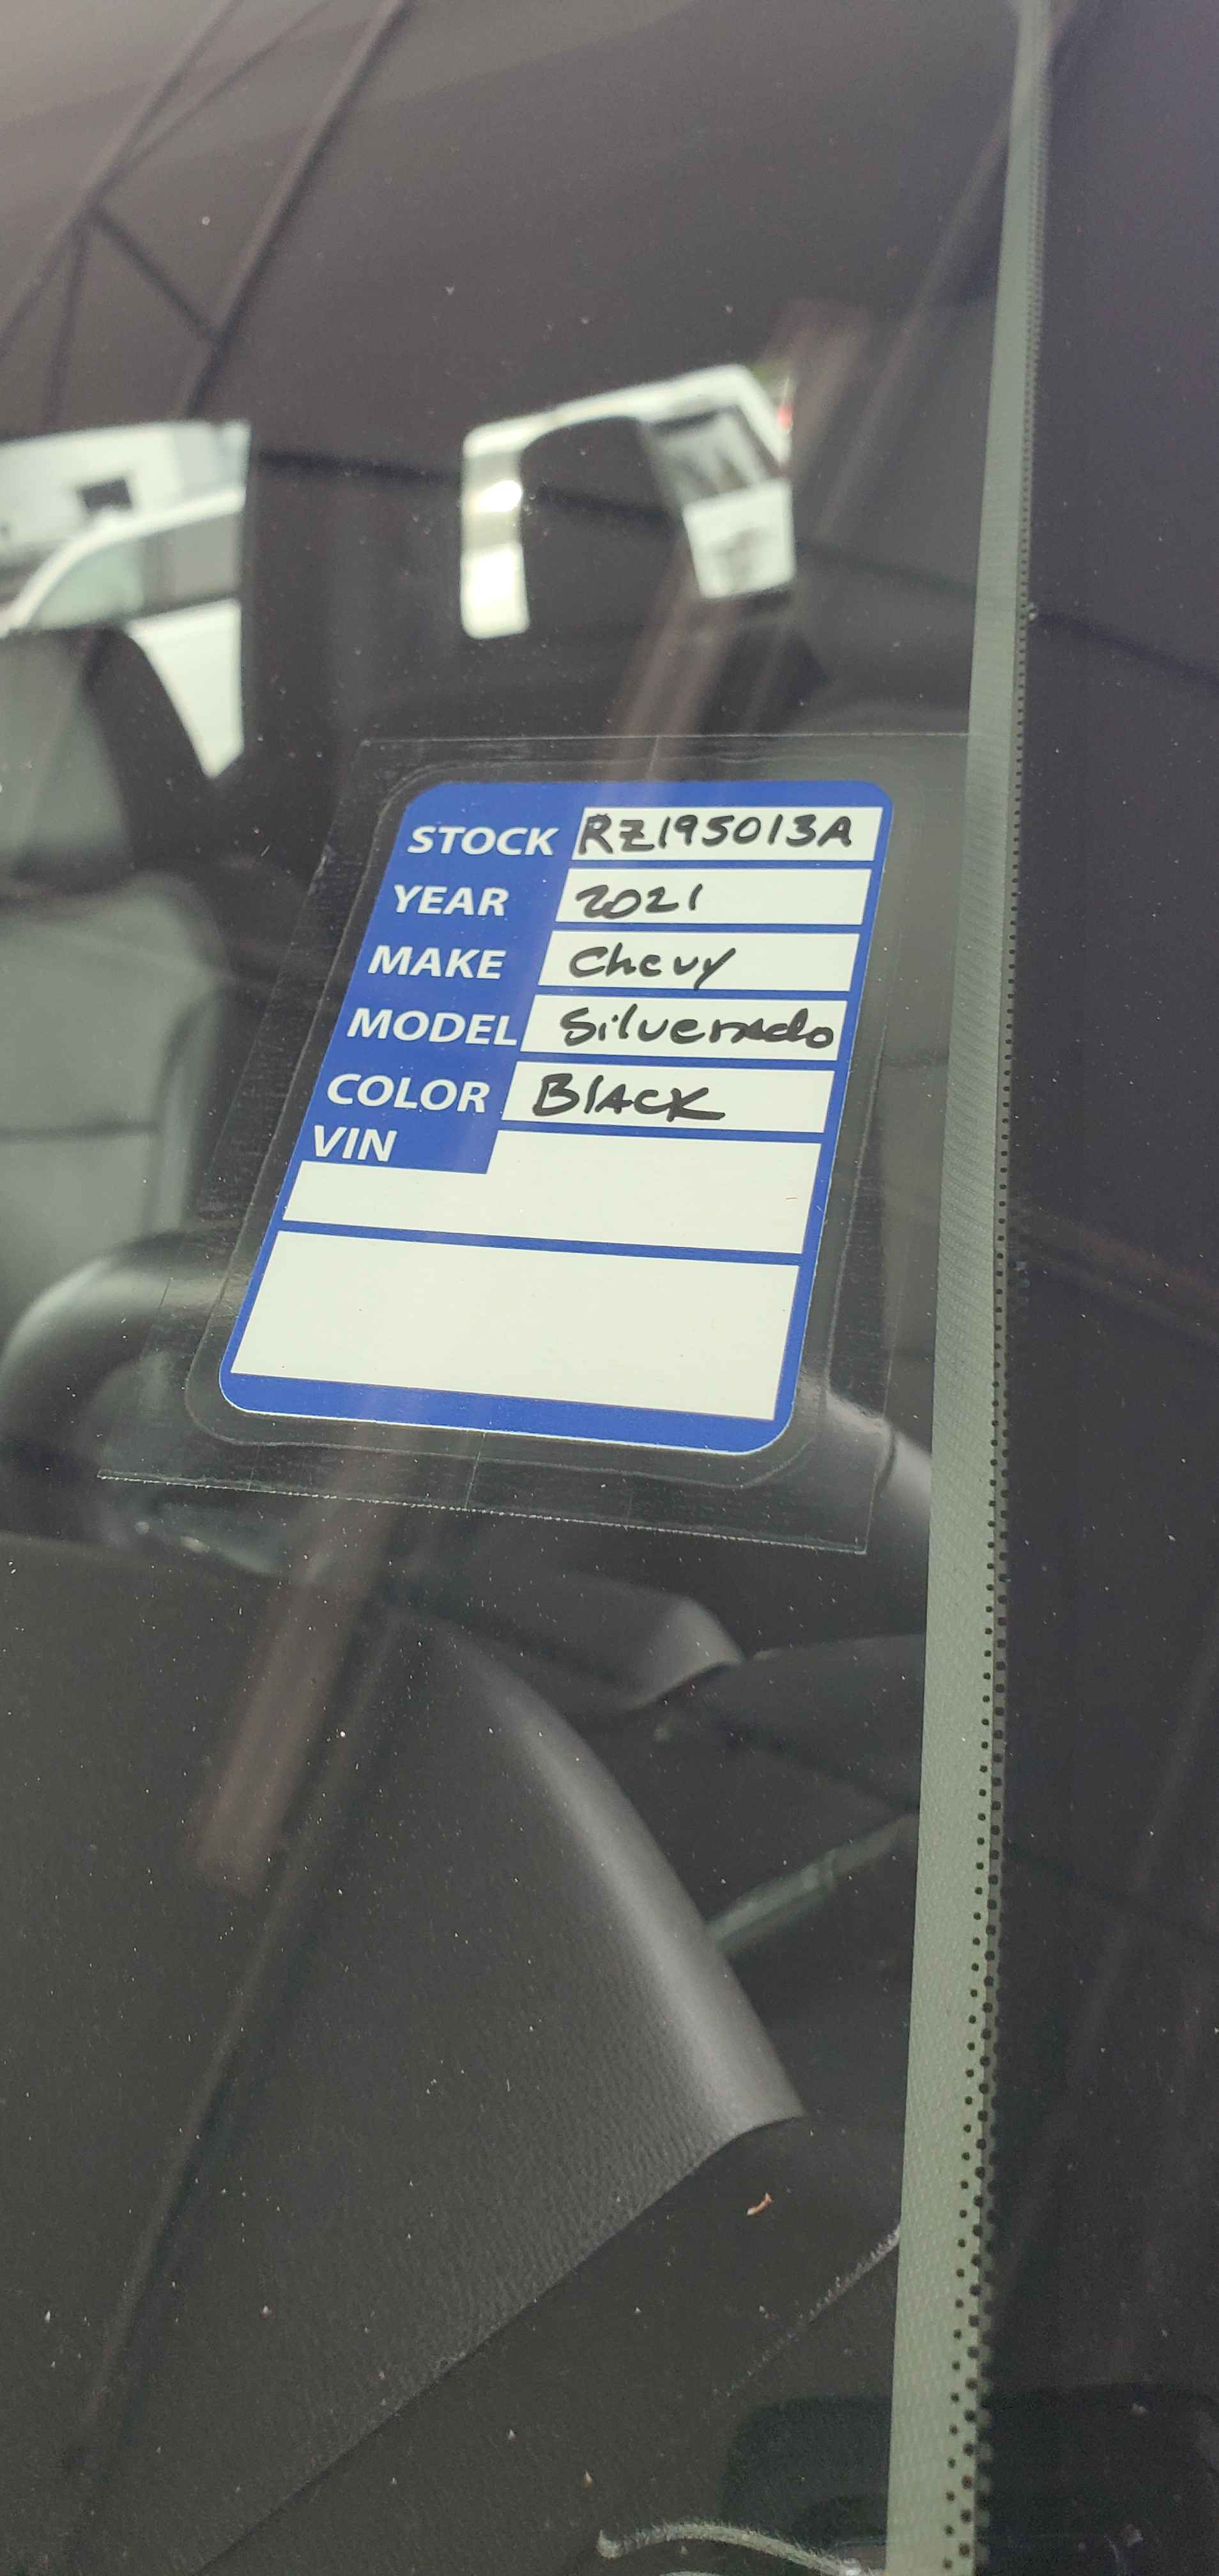 STOCK RZ195013A
YEAR 2021
MAKE Chevy
MODEL Silverado
COLOR BlACK
VIN